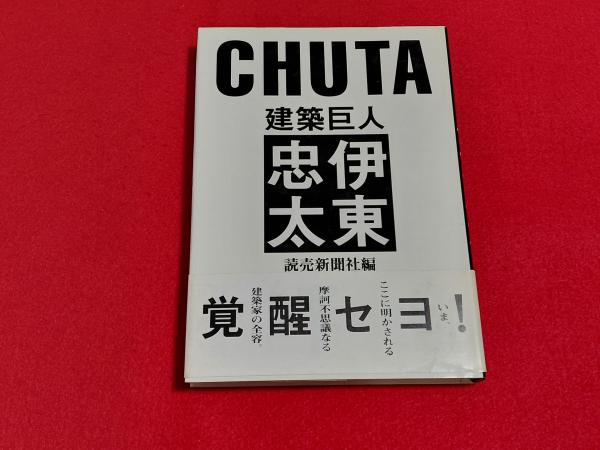 CHUTA
建築巨人
伊東
忠太
読売新聞社編
覚醒セヨ!
いま、
ここに明かされる
摩訶不思議なる
建築家の全容。